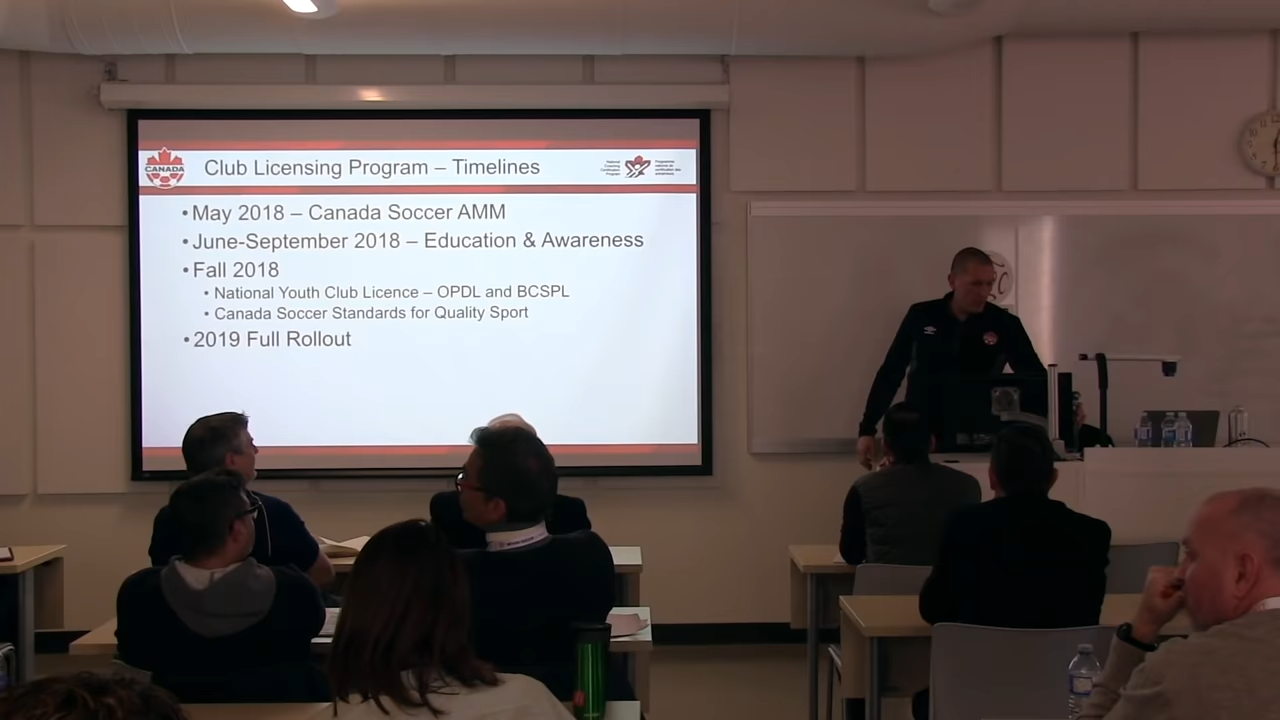 CANADA
Club Licensing Program – Timelines
• May 2018 – Canada Soccer AMM
• June-September 2018 – Education & Awareness
• Fall 2018
• National Youth Club Licence – OPDL and BCSPL
• Canada Soccer Standards for Quality Sport
• 2019 Full Rollout